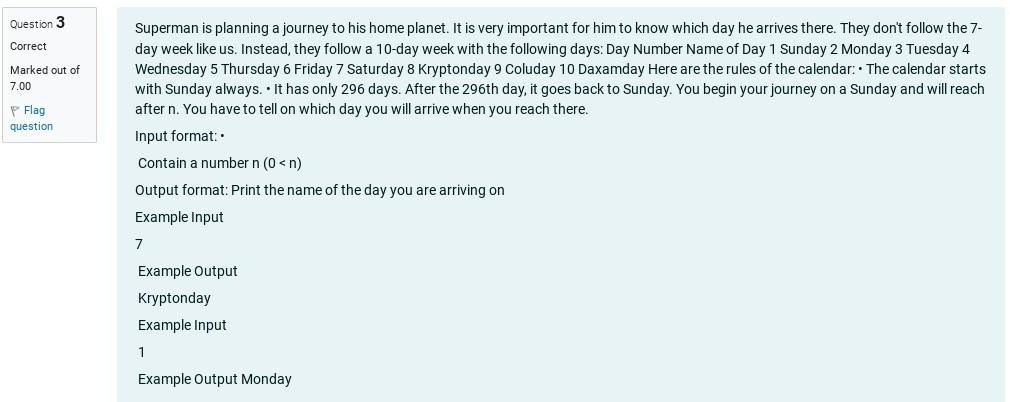 Question 3
Correct
Marked out of
7.00
Flag
question
Superman is planning a journey to his home planet. It is very important for him to know which day he arrives there. They don't follow the 7-
day week like us. Instead, they follow a 10-day week with the following days: Day Number Name of Day 1 Sunday 2 Monday 3 Tuesday 4
Wednesday 5 Thursday 6 Friday 7 Saturday 8 Kryptonday 9 Coluday 10 Daxamday Here are the rules of the calendar: • The calendar starts
with Sunday always. • It has only 296 days. After the 296th day, it goes back to Sunday. You begin your journey on a Sunday and will reach
after n. You have to tell on which day you will arrive when you reach there.
Input format: •
Contain a number n (0 < n)
Output format: Print the name of the day you are arriving on
Example Input
7
Example Output
Kryptonday
Example Input
1
Example Output Monday